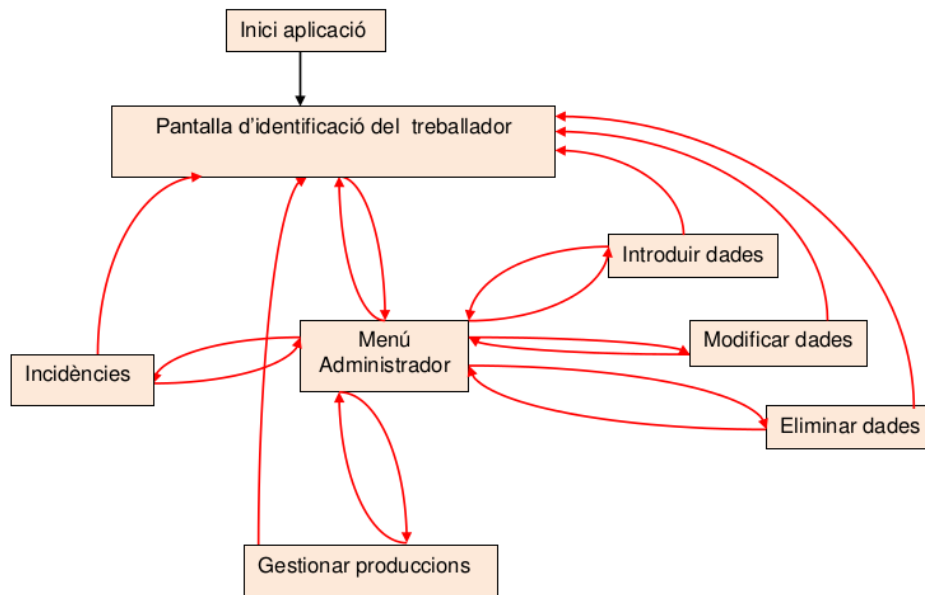 Inici aplicació
Pantalla d'identificació del treballador
Introduir dades
Menú
Administrador
Modificar dades
Incidències
Eliminar dades
Gestionar produccions